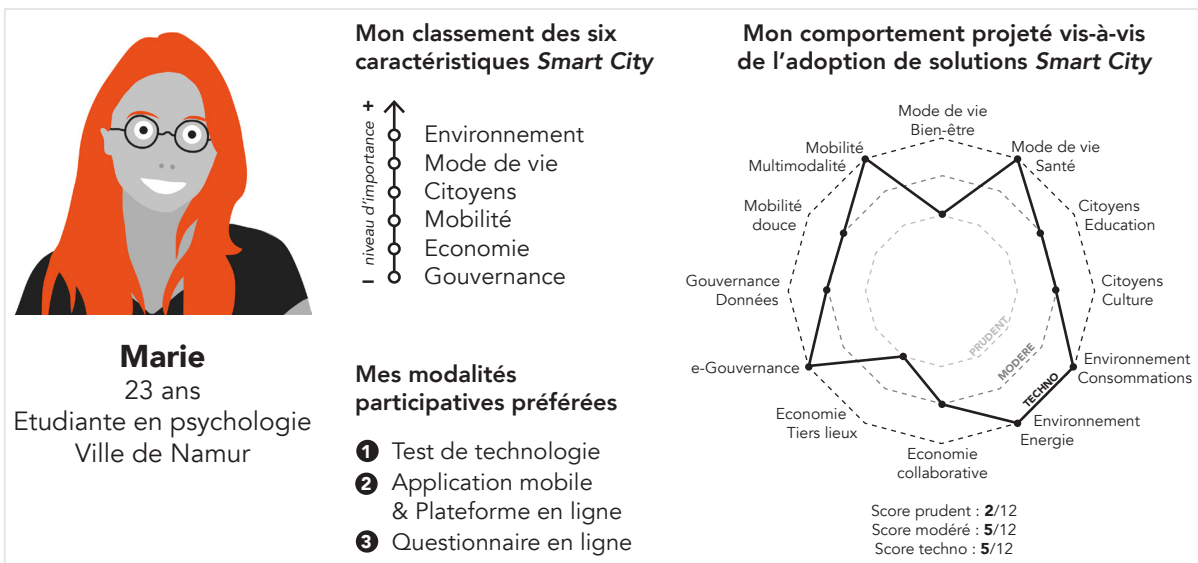 Marie
23 ans
Etudiante en psychologie
Ville de Namur
Mon classement des six
caractéristiques Smart City
+
niveau d'importance
–
Environnement
Mode de vie
Citoyens
Mobilité
Economie
Gouvernance
Mes modalités
participatives préférées
1 Test de technologie
2 Application mobile
& Plateforme en ligne
3 Questionnaire en ligne
Mon comportement projeté vis-à-vis
de l'adoption de solutions Smart City
Mode de vie
Bien-être
Mode de vie
Santé
Citoyens
Education
Citoyens
Culture
Environnement
Consommations
Environnement
Energie
Economie
collaborative
Economie
Tiers lieux
e-Gouvernance
Gouvernance
Données
Mobilité
douce
Mobilité
Multimodalité
PRUDENT
MODERE
TECHNO
Score prudent : 2/12
Score modéré : 5/12
Score techno : 5/12